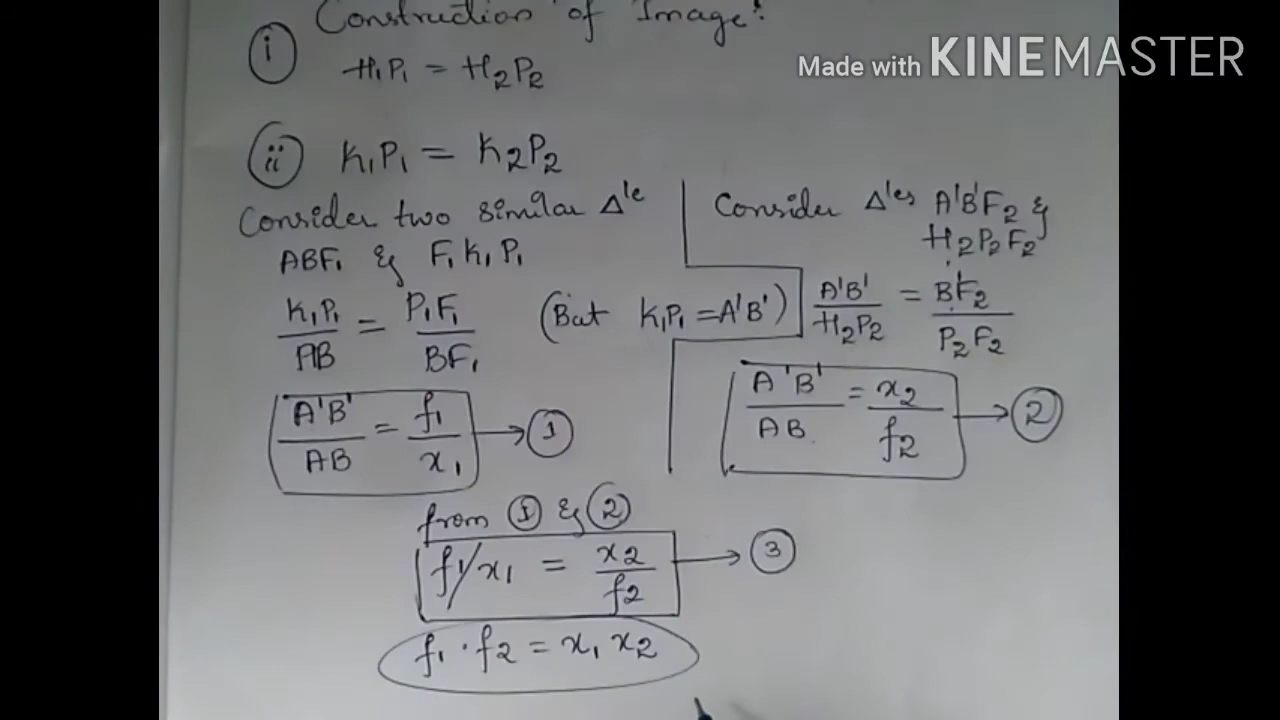 Construction of Image:
Made with KINEMASTER
i H₁P₁ = H₂P₂
ii K₁P₁ = K₂P₂
Consider two similar Δ'le
ABF₁ & F₁K₁P₁
K₁P₁/AB = P₁F₁/BF₁ (But K₁P₁ = A'B')
A'B'/AB = f₁/x₁ → 1
Consider Δ'les A'B'F₂ &
H₂P₂F₂
A'B'/H₂P₂ = B'F₂/P₂F₂
A'B'/AB = x₂/f₂ → 2
from 1 & 2
f₁/x₁ = x₂/f₂ → 3
f₁ · f₂ = x₁ x₂